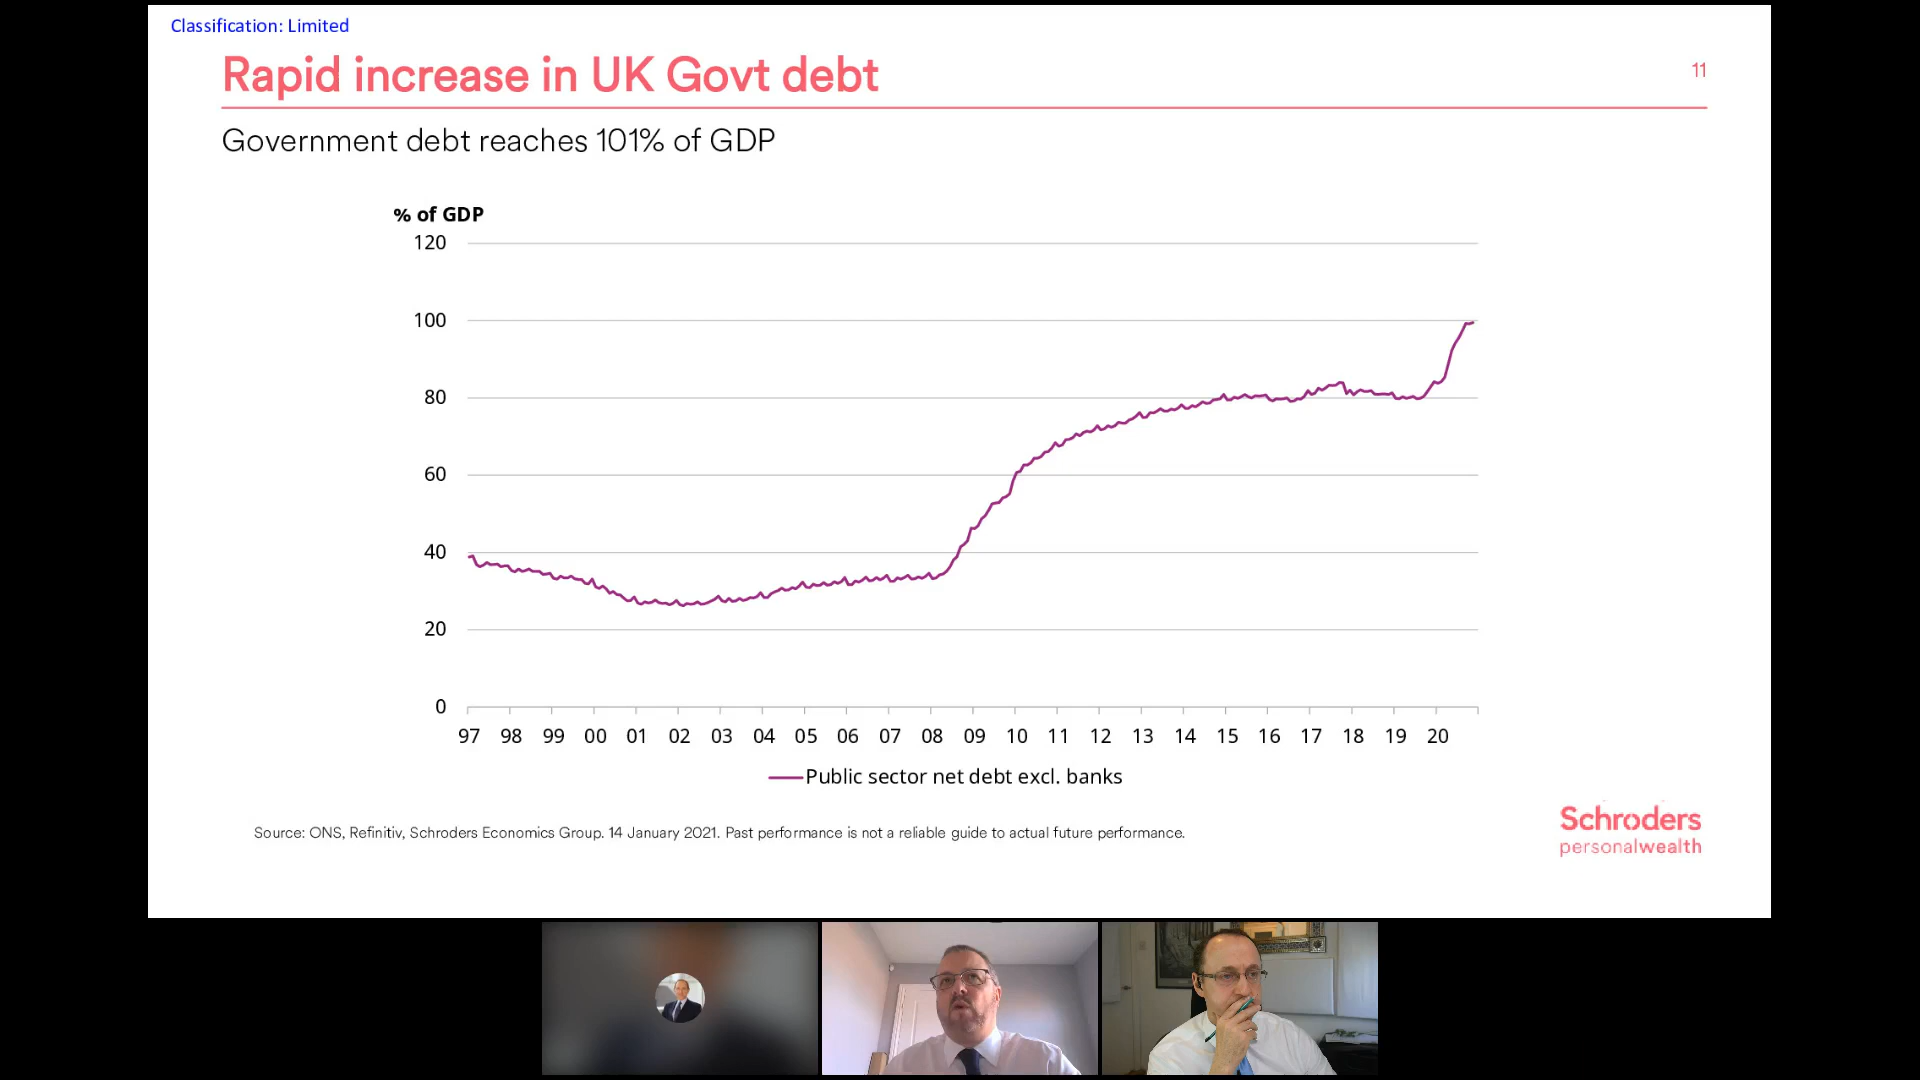 Classification: Limited
Rapid increase in UK Govt debt
11
Government debt reaches 101% of GDP
% of GDP
120
100
80
60
40
20
0
97 98 99 00 01 02 03 04 05 06 07 08 09 10 11 12 13 14 15 16 17 18 19 20
Public sector net debt excl. banks
Source: ONS, Refinitiv, Schroders Economics Group. 14 January 2021. Past performance is not a reliable guide to actual future performance.
Schroders
personalwealth